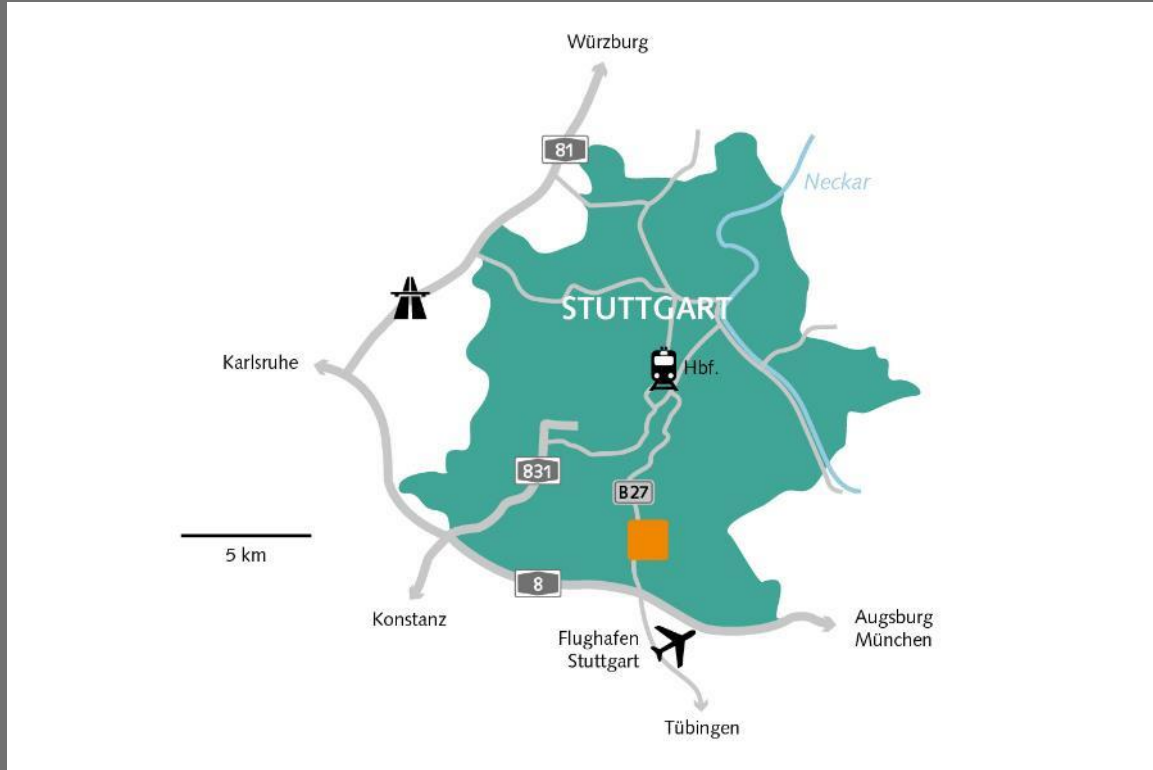 Würzburg
81
Neckar
STUTTGART
Karlsruhe
Hbf.
831
B27
5 km
8
Konstanz
Flughafen
Stuttgart
Augsburg
München
Tübingen